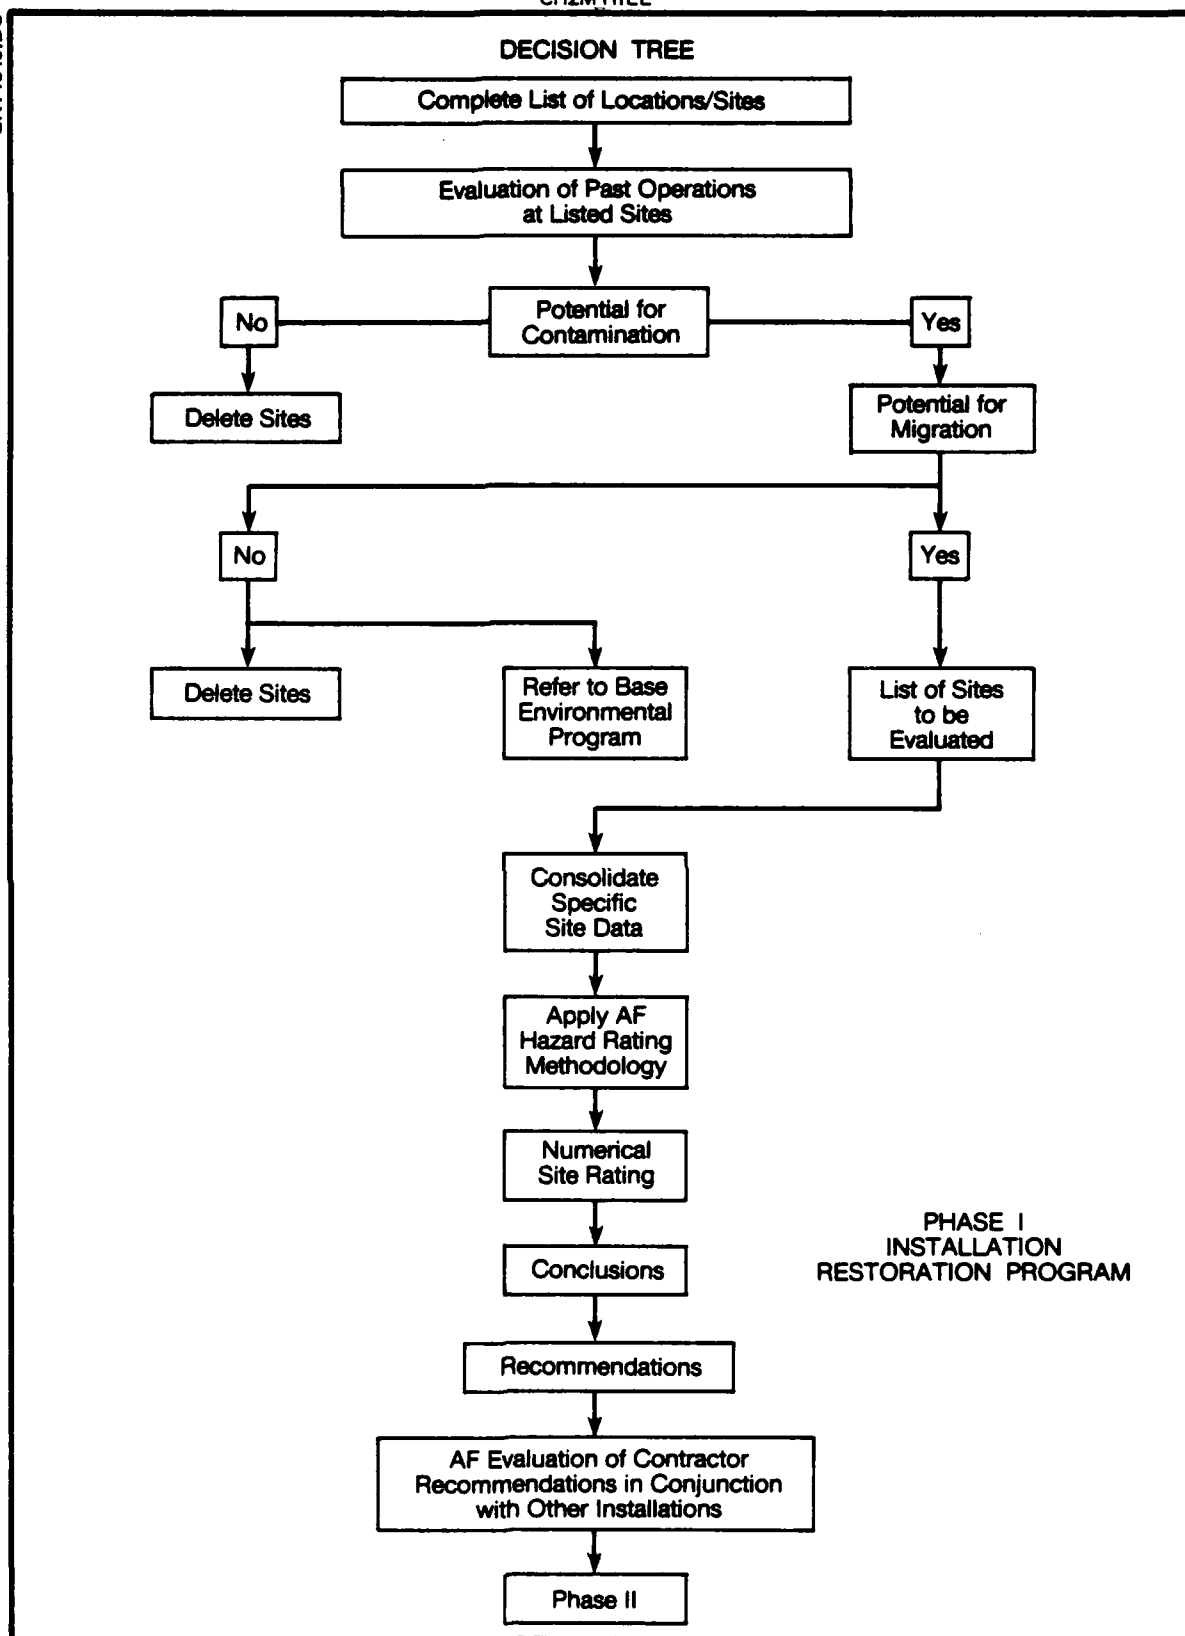 DECISION TREE
Complete List of Locations/Sites
Evaluation of Past Operations
at Listed Sites
No
Potential for
Contamination
Yes
Delete Sites
Potential for
Migration
No
Yes
Delete Sites
Refer to Base
Environmental
Program
List of Sites
to be
Evaluated
Consolidate
Specific
Site Data
Apply AF
Hazard Rating
Methodology
Numerical
Site Rating
PHASE I
INSTALLATION
RESTORATION PROGRAM
Conclusions
Recommendations
AF Evaluation of Contractor
Recommendations in Conjunction
with Other Installations
Phase II